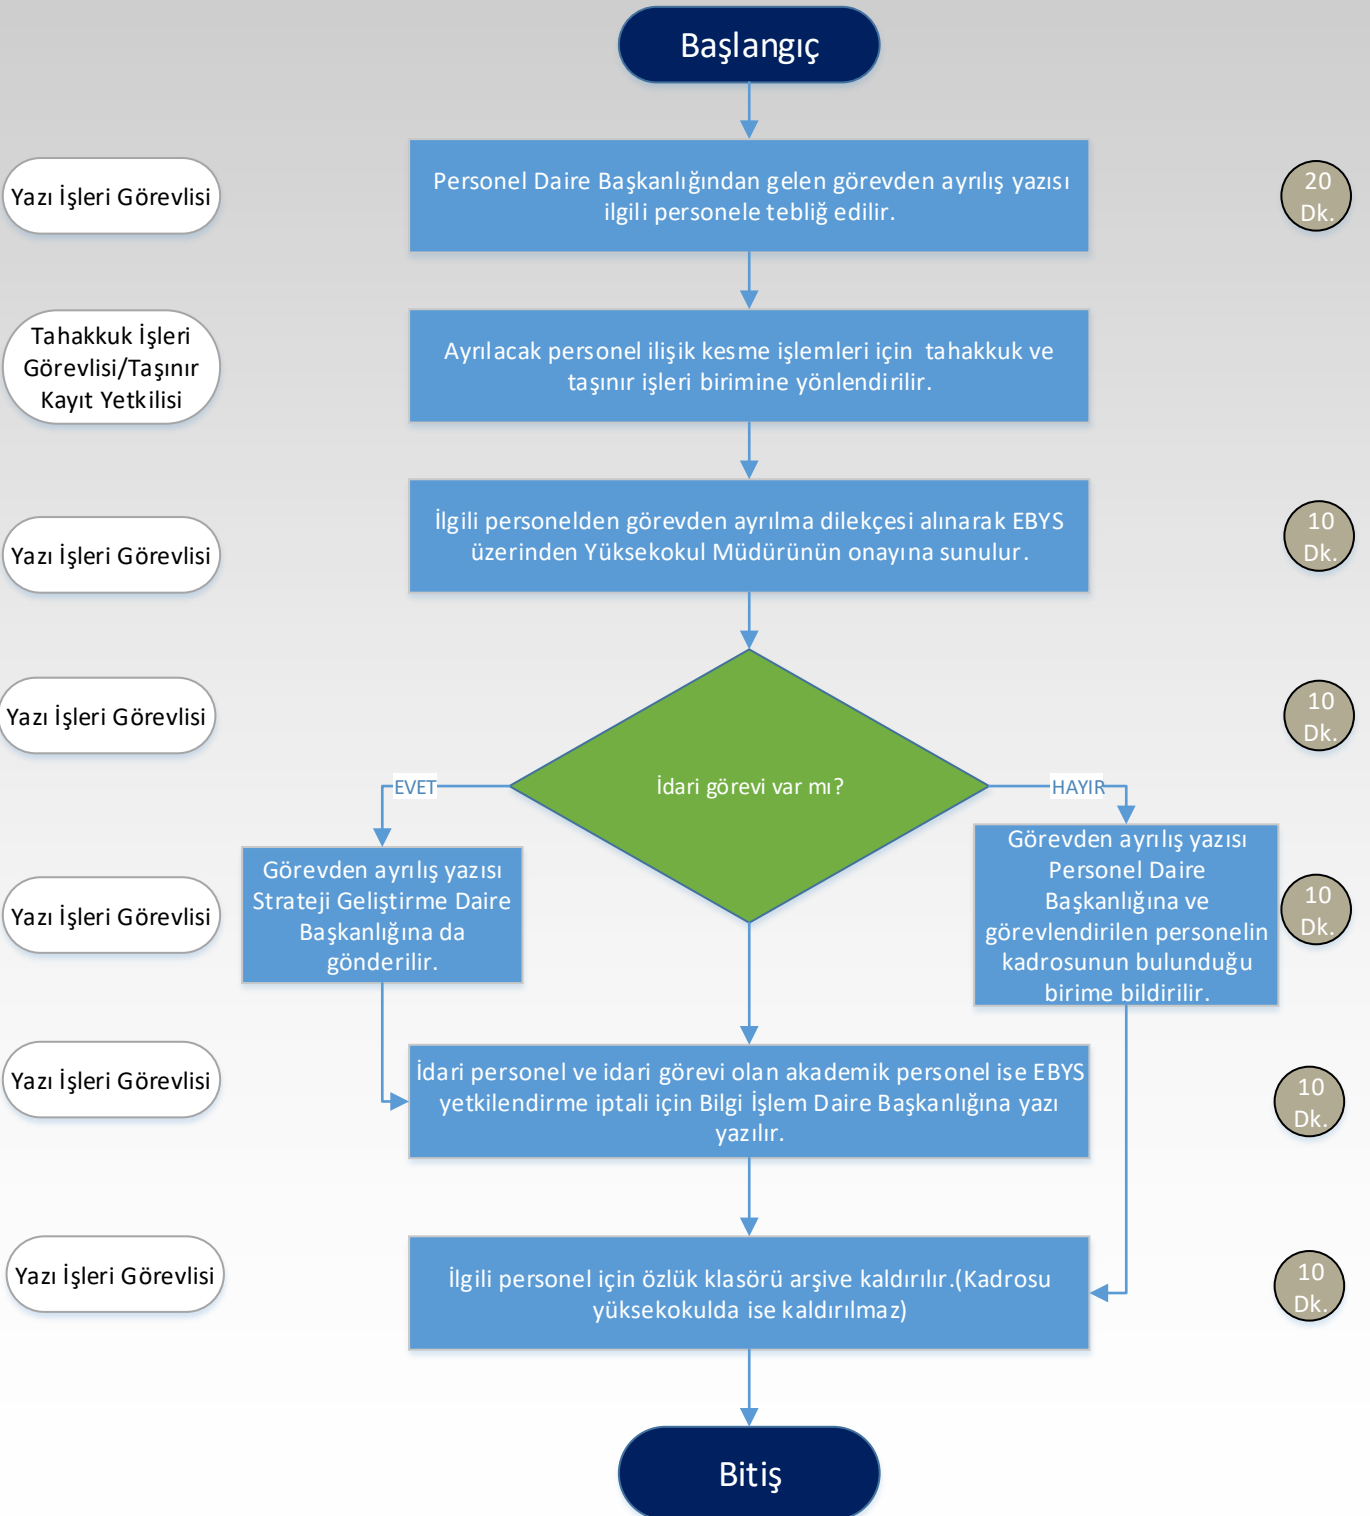 Başlangıç
Yazı İşleri Görevlisi
Personel Daire Başkanlığından gelen görevden ayrılış yazısı
ilgili personele tebliğ edilir.
20
Dk.
Tahakkuk İşleri
Görevlisi/Taşınır
Kayıt Yetkilisi
Ayrılacak personel ilişik kesme işlemleri için tahakkuk ve
taşınır işleri birimine yönlendirilir.
Yazı İşleri Görevlisi
İlgili personelden görevden ayrılma dilekçesi alınarak EBYS
üzerinden Yüksekokul Müdürünün onayına sunulur.
10
Dk.
Yazı İşleri Görevlisi
10
Dk.
İdari görevi var mı?
EVET
HAYIR
Yazı İşleri Görevlisi
Görevden ayrılış yazısı
Strateji Geliştirme Daire
Başkanlığına da
gönderilir.
Görevden ayrılış yazısı
Personel Daire
Başkanlığına ve
görevlendirilen personelin
kadrosunun bulunduğu
birime bildirilir.
10
Dk.
Yazı İşleri Görevlisi
İdari personel ve idari görevi olan akademik personel ise EBYS
yetkilendirme iptali için Bilgi İşlem Daire Başkanlığına yazı
yazılır.
10
Dk.
Yazı İşleri Görevlisi
İlgili personel için özlük klasörü arşive kaldırılır.(Kadrosu
yüksekokulda ise kaldırılmaz)
10
Dk.
Bitiş